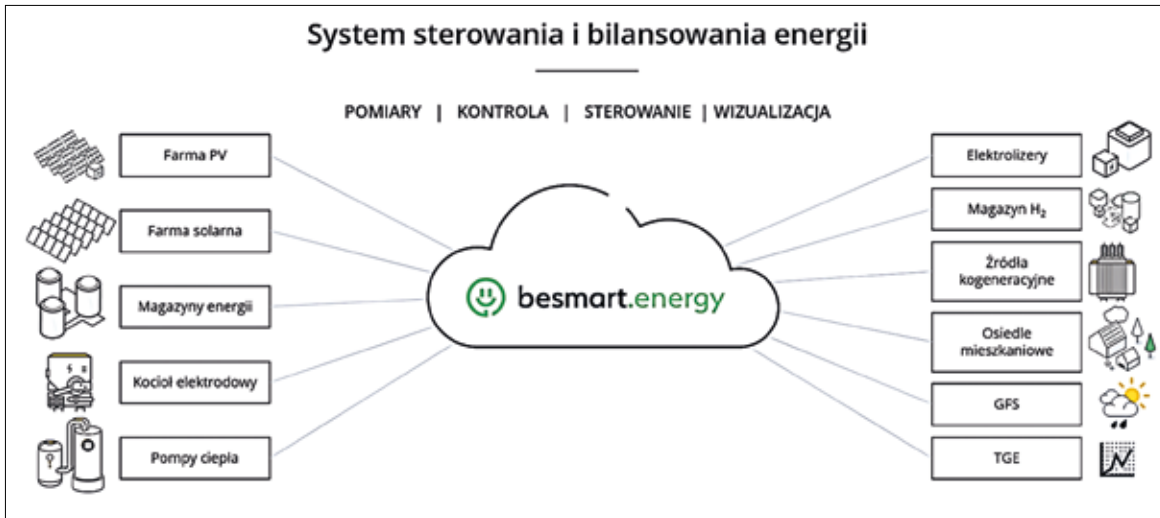 System sterowania i bilansowania energii
POMIARY | KONTROLA | STEROWANIE | WIZUALIZACJA
Farma PV
Farma solarna
Magazyny energii
Kocioł elektrodowy
Pompy ciepła
besmart.energy
Elektrolizery
Magazyn H₂
Źródła
kogeneracyjne
Osiedle
mieszkaniowe
GFS
TGE